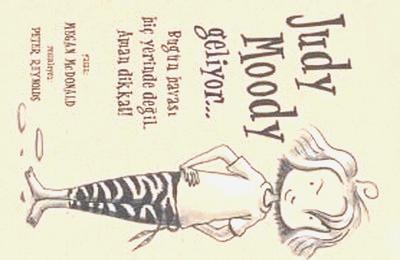 Judy
Moody
geliyor...
Bugün havası
hiç yerinde değil.
Aman dikkat!
yazan:
MEGAN McDONALD
resimleyen:
PETER REYNOLDS